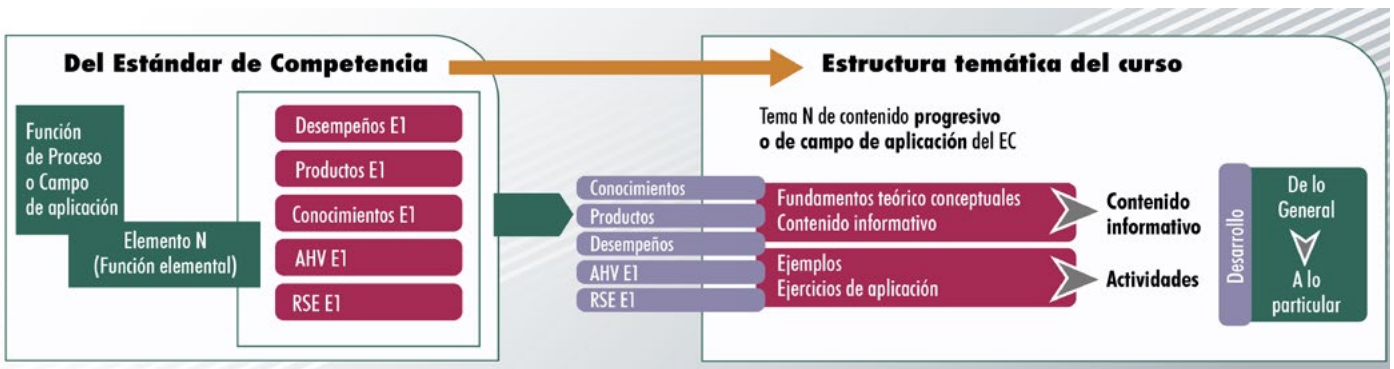 Del Estándar de Competencia
Función
de Proceso
o Campo
de aplicación
Elemento N
(Función elemental)
Desempeños E1
Productos E1
Conocimientos E1
AHV E1
RSE E1
Estructura temática del curso
Tema N de contenido progresivo
o de campo de aplicación del EC
Conocimientos
Productos
Desempeños
AHV E1
RSE E1
Fundamentos teórico conceptuales
Contenido informativo
Ejemplos
Ejercicios de aplicación
Contenido
informativo
Actividades
Desarrollo
De lo
General
A lo
particular